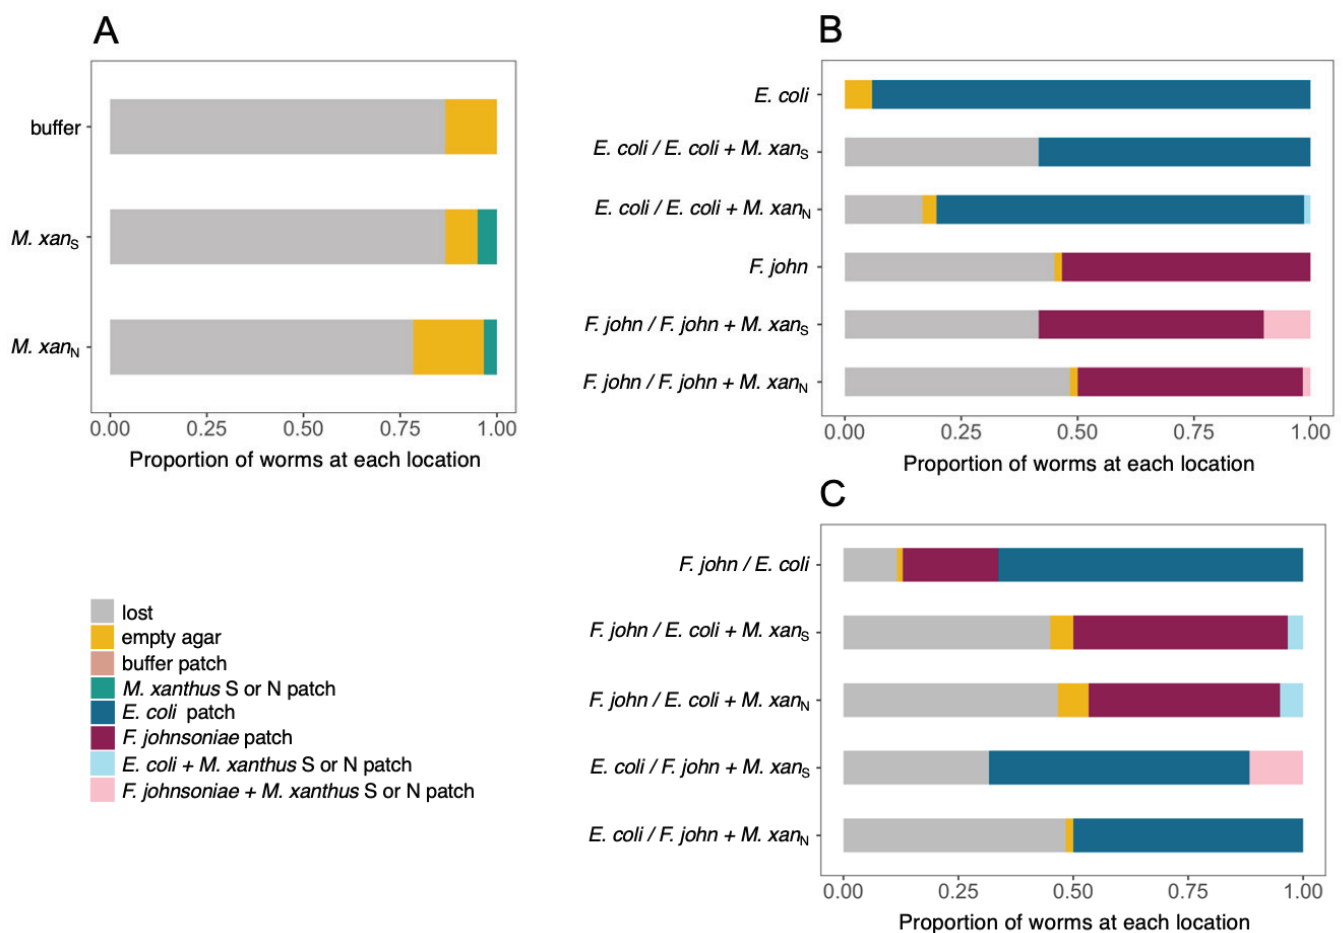 A
buffer
M. xanS
M. xanN
0.00 0.25 0.50 0.75 1.00
Proportion of worms at each location
B
E. coli
E. coli / E. coli + M. xanS
E. coli / E. coli + M. xanN
F. john
F. john / F. john + M. xanS
F. john / F. john + M. xanN
0.00 0.25 0.50 0.75 1.00
Proportion of worms at each location
C
F. john / E. coli
F. john / E. coli + M. xanS
F. john / E. coli + M. xanN
E. coli / F. john + M. xanS
E. coli / F. john + M. xanN
0.00 0.25 0.50 0.75 1.00
Proportion of worms at each location
lost
empty agar
buffer patch
M. xanthus S or N patch
E. coli patch
F. johnsoniae patch
E. coli + M. xanthus S or N patch
F. johnsoniae + M. xanthus S or N patch